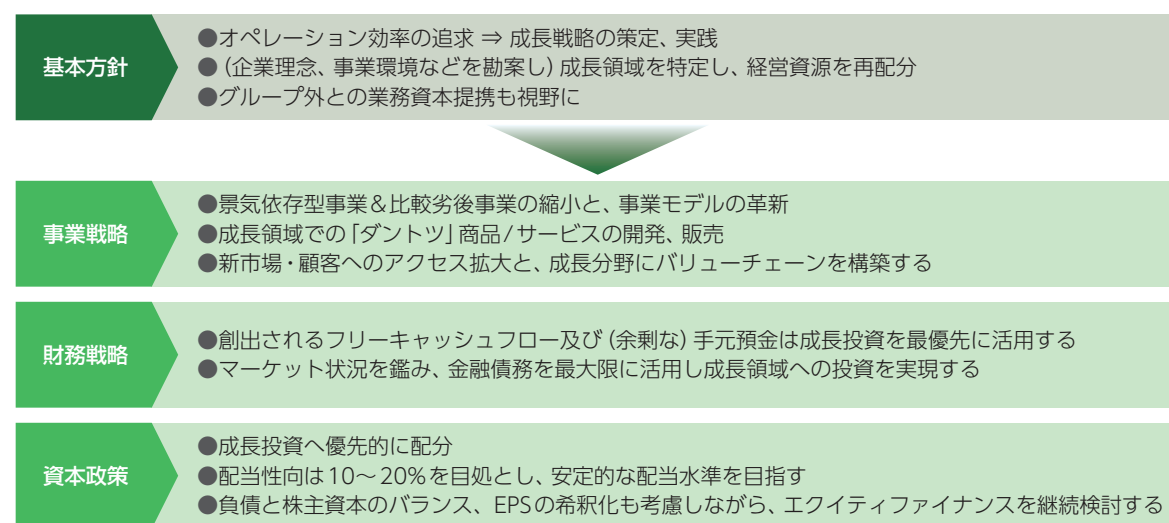 基本方針
●オペレーション効率の追求 ⇒ 成長戦略の策定、実践
●(企業理念、事業環境などを勘案し)成長領域を特定し、経営資源を再配分
●グループ外との業務資本提携も視野に
事業戦略
●景気依存型事業&比較劣後事業の縮小と、事業モデルの革新
●成長領域での「ダントツ」商品/サービスの開発、販売
●新市場・顧客へのアクセス拡大と、成長分野にバリューチェーンを構築する
財務戦略
●創出されるフリーキャッシュフロー及び(余剰な)手元預金は成長投資を最優先に活用する
●マーケット状況を鑑み、金融債務を最大限に活用し成長領域への投資を実現する
資本政策
●成長投資へ優先的に配分
●配当性向は10~20%を目処とし、安定的な配当水準を目指す
●負債と株主資本のバランス、EPSの希釈化も考慮しながら、エクイティファイナンスを継続検討する